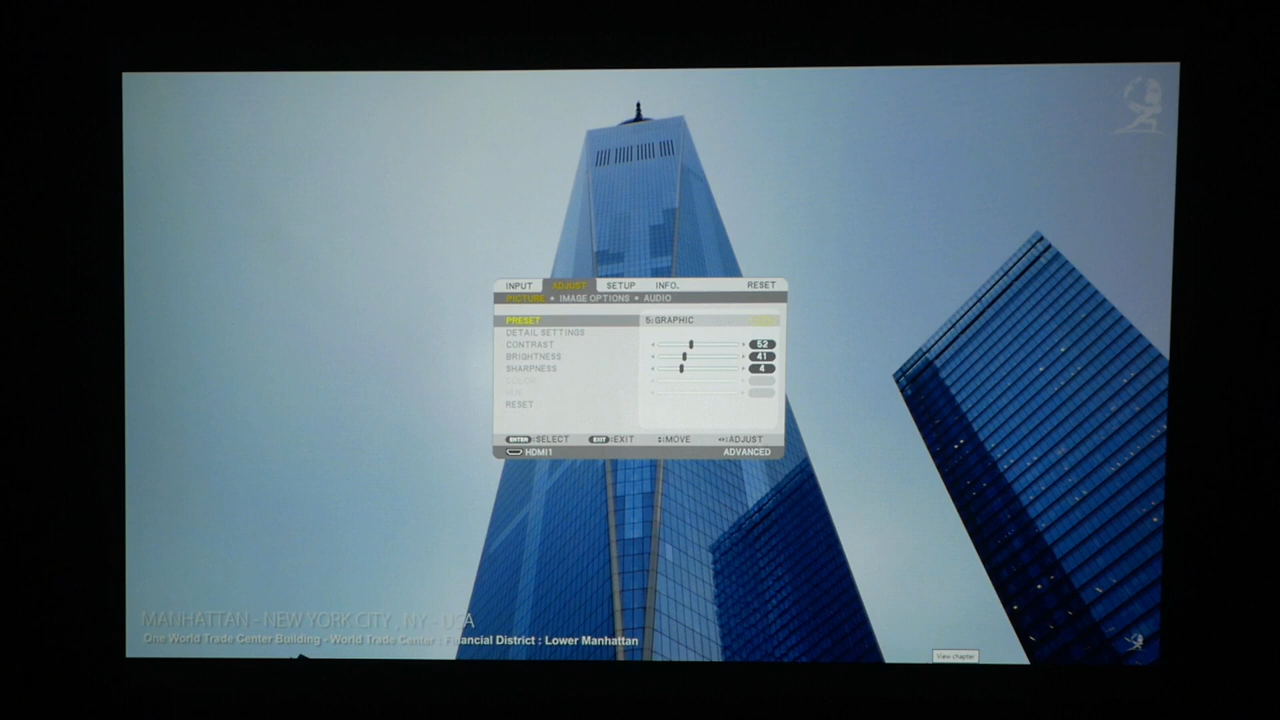 INPUT ADJUST SETUP INFO. RESET
PICTURE • IMAGE OPTIONS • AUDIO
PRESET 5:GRAPHIC
DETAIL SETTINGS
CONTRAST 52
BRIGHTNESS 41
SHARPNESS 4
COLOR
HUE
RESET
ENTER:SELECT EXIT:EXIT :MOVE :ADJUST
HDMI1 ADVANCED
MANHATTAN - NEW YORK CITY, NY - USA
One World Trade Center Building - World Trade Center : Financial District : Lower Manhattan
View chapter